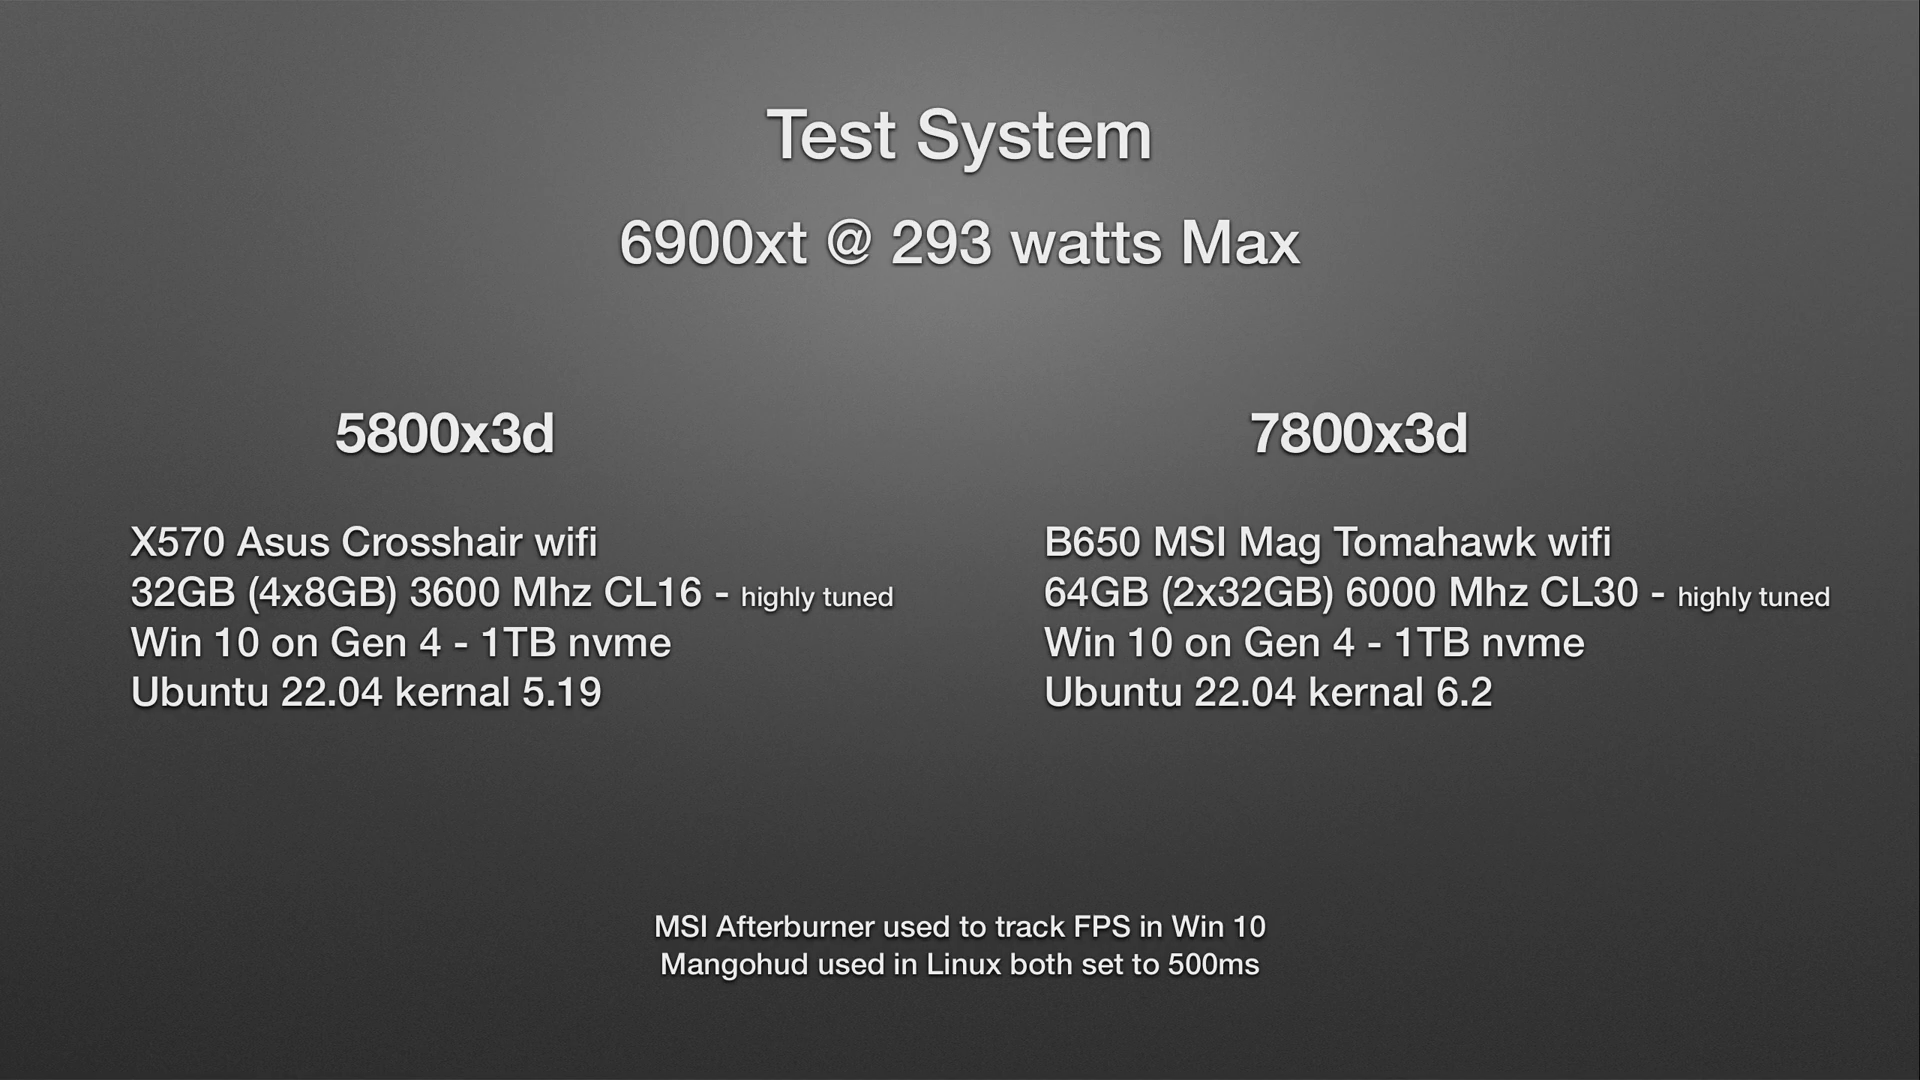 Test System
6900xt @ 293 watts Max
5800x3d
X570 Asus Crosshair wifi
32GB (4x8GB) 3600 Mhz CL16 - highly tuned
Win 10 on Gen 4 - 1TB nvme
Ubuntu 22.04 kernal 5.19
7800x3d
B650 MSI Mag Tomahawk wifi
64GB (2x32GB) 6000 Mhz CL30 - highly tuned
Win 10 on Gen 4 - 1TB nvme
Ubuntu 22.04 kernal 6.2
MSI Afterburner used to track FPS in Win 10
Mangohud used in Linux both set to 500ms